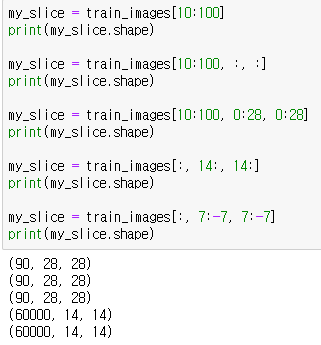 my_slice = train_images[10:100]
print(my_slice.shape)
my_slice = train_images[10:100, :, :]
print(my_slice.shape)
my_slice = train_images[10:100, 0:28, 0:28]
print(my_slice.shape)
my_slice = train_images[:, 14:, 14:]
print(my_slice.shape)
my_slice = train_images[:, 7:-7, 7:-7]
print(my_slice.shape)
(90, 28, 28)
(90, 28, 28)
(90, 28, 28)
(60000, 14, 14)
(60000, 14, 14)